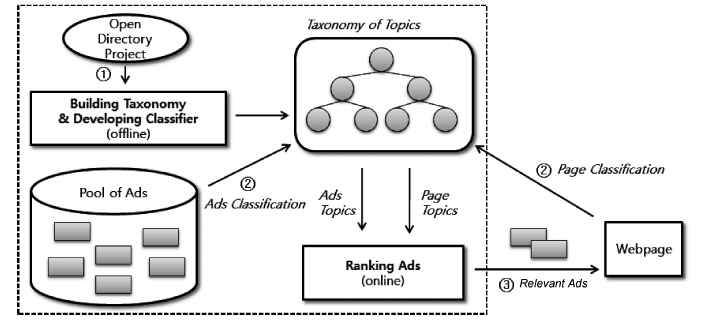 Open
Directory
Project
Taxonomy of Topics
①
Building Taxonomy
& Developing Classifier
(offline)
Pool of Ads
②
Ads Classification
Ads
Topics
Page
Topics
② Page Classification
Ranking Ads
(online)
Webpage
③ Relevant Ads